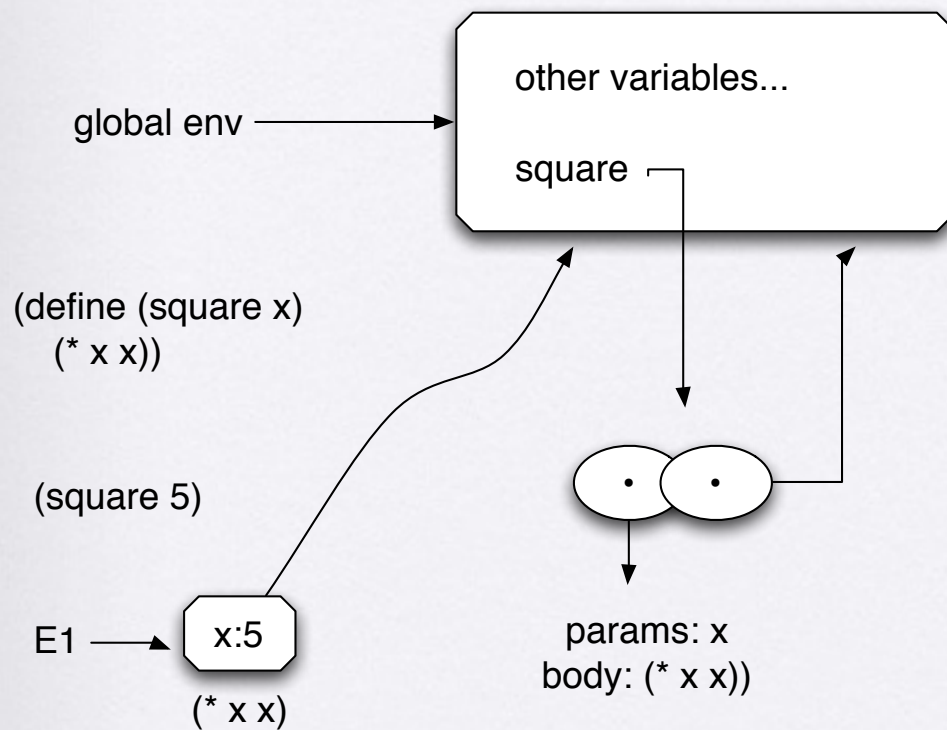 other variables...
global env
square
(define (square x)
(* x x))
(square 5)
E1
x:5
(* x x)
params: x
body: (* x x))